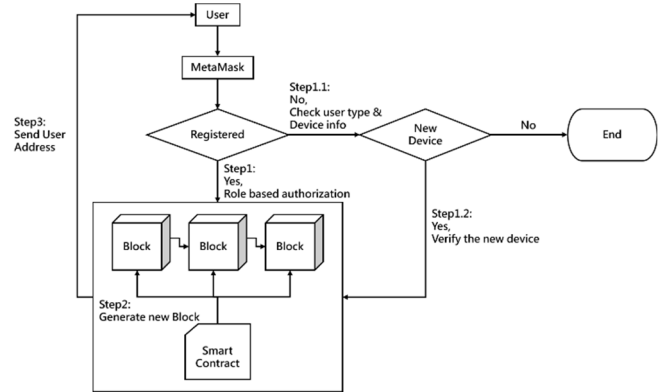 User
MetaMask
Step1.1:
No,
Check user type &
Device info
Step3:
Send User
Address
Registered
New
Device
No
End
Step1:
Yes,
Role based authorization
Step1.2:
Yes,
Verify the new device
Block
Block
Block
Step2:
Generate new Block
Smart
Contract